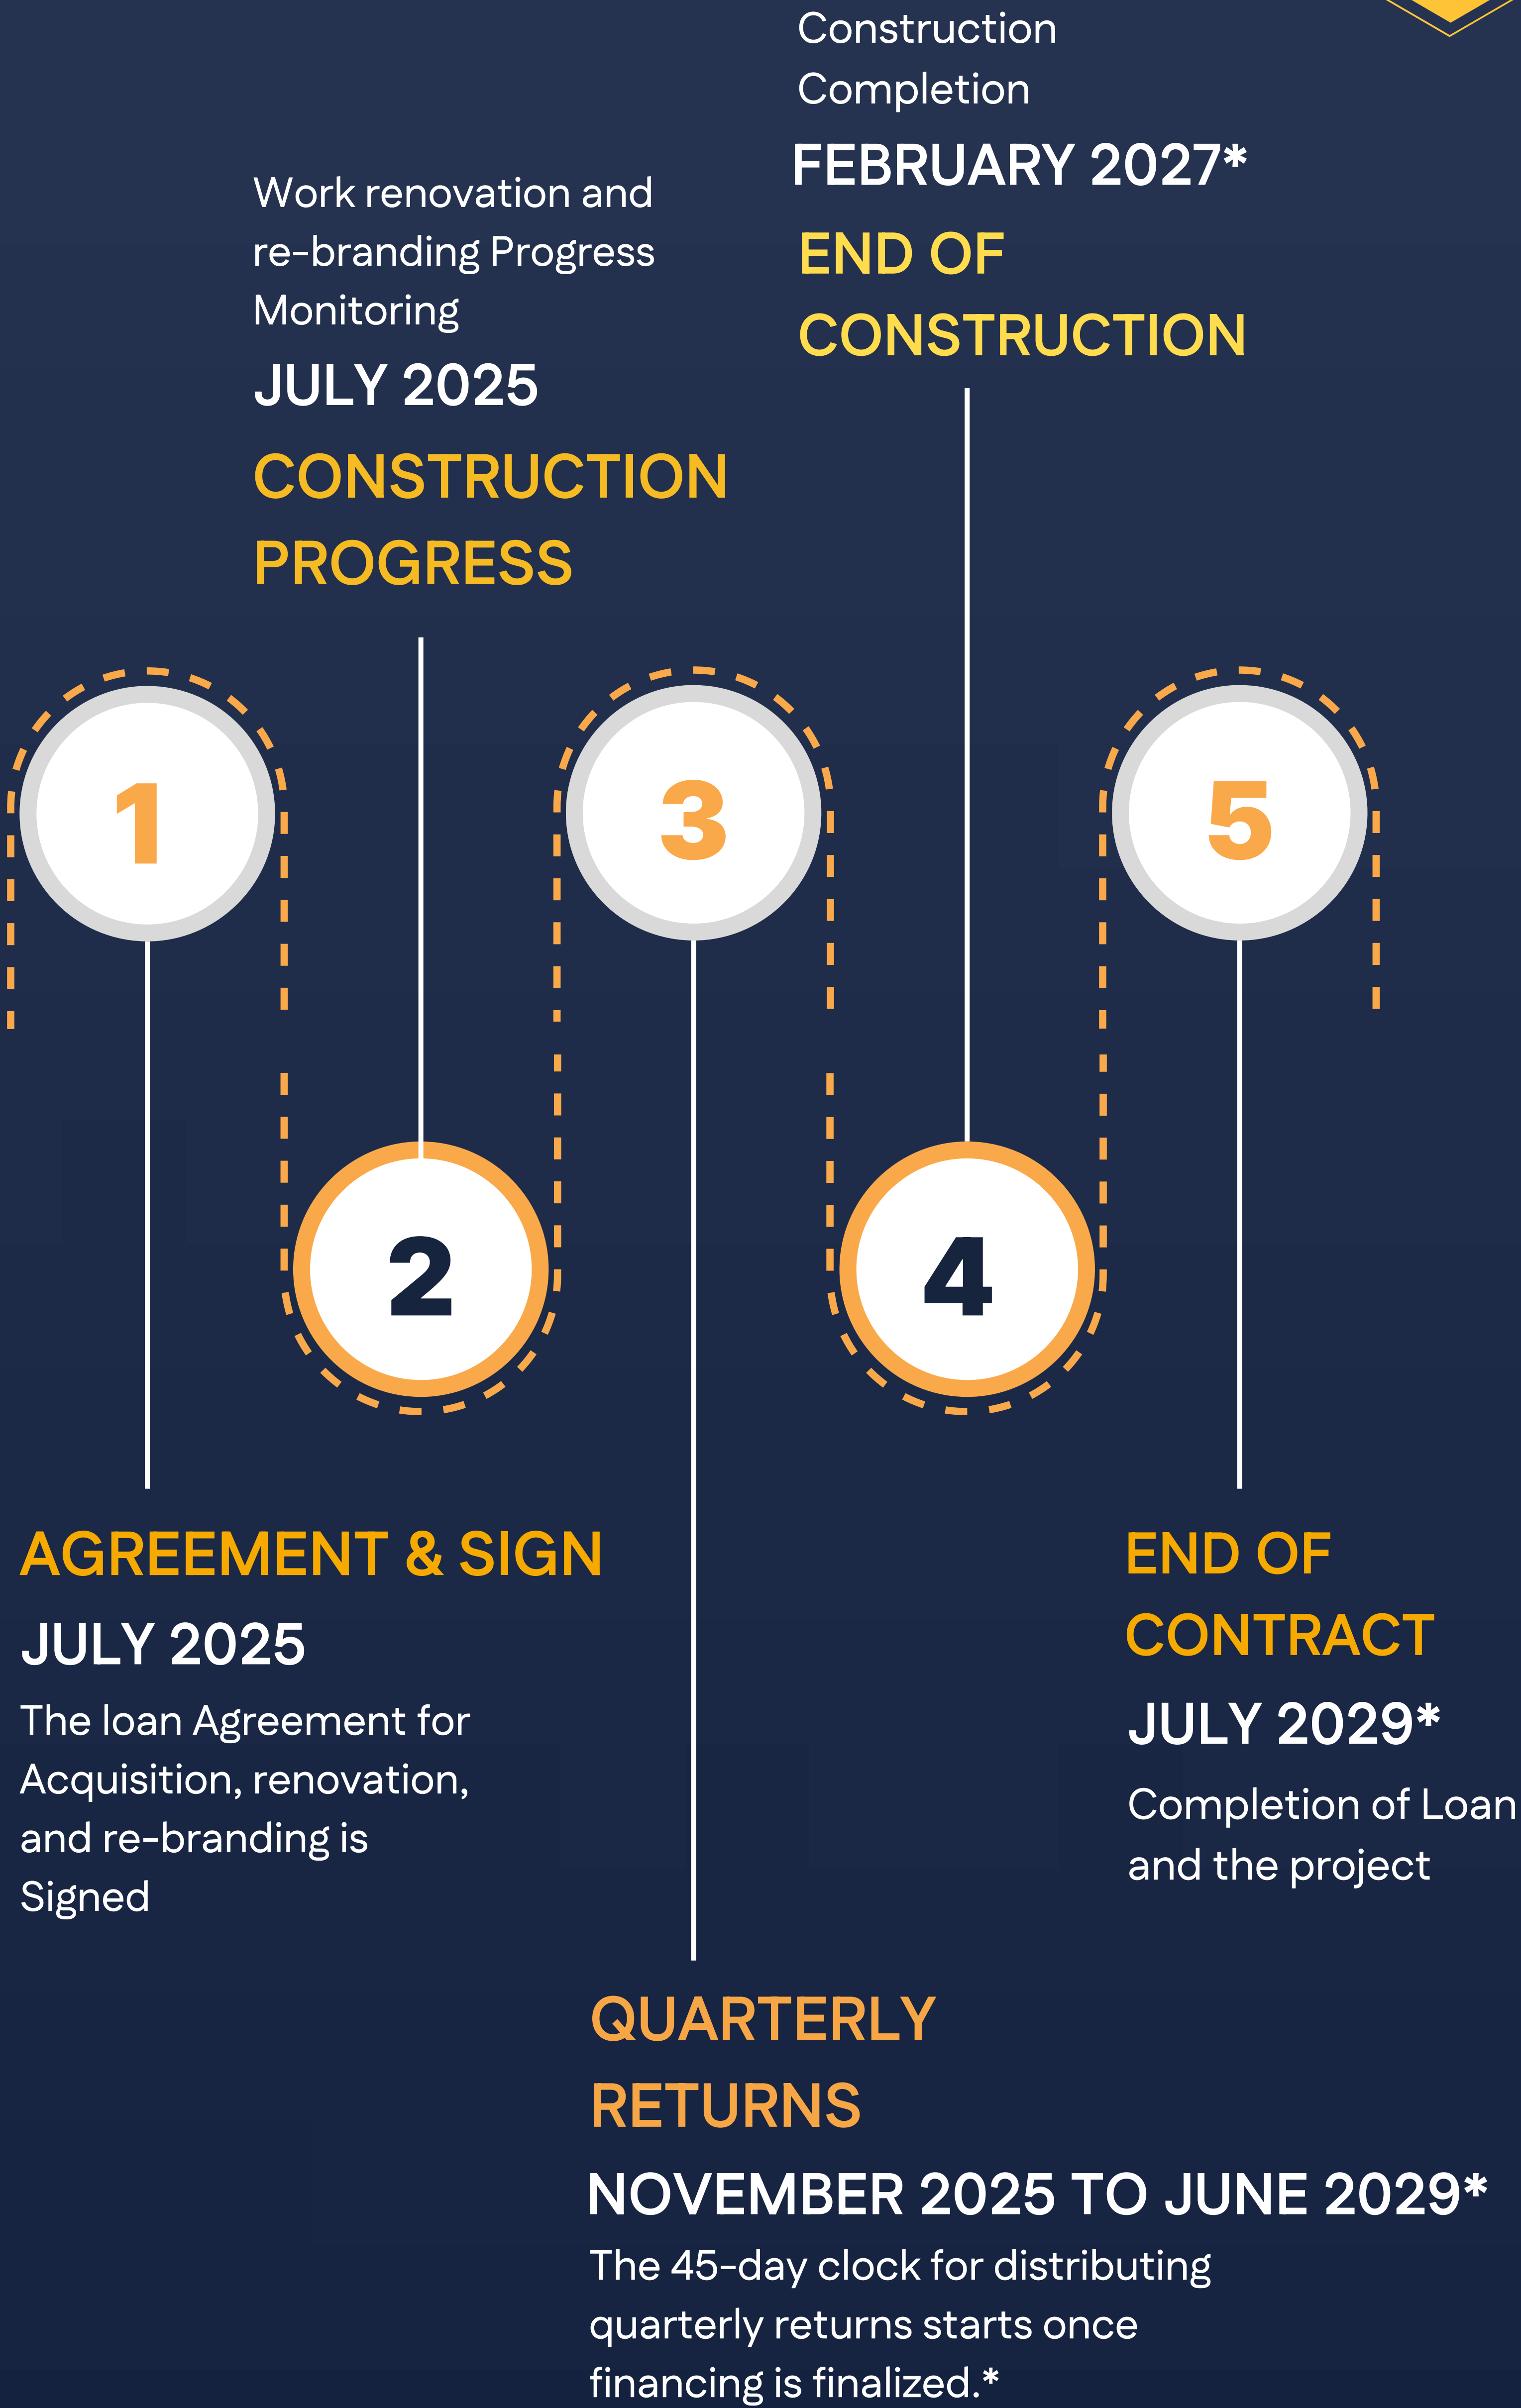 Construction
Completion
FEBRUARY 2027*
END OF
CONSTRUCTION
Work renovation and
re-branding Progress
Monitoring
JULY 2025
CONSTRUCTION
PROGRESS
1
3
5
2
4
AGREEMENT & SIGN
JULY 2025
The loan Agreement for
Acquisition, renovation,
and re-branding is
Signed
END OF
CONTRACT
JULY 2029*
Completion of Loan
and the project
QUARTERLY
RETURNS
NOVEMBER 2025 TO JUNE 2029*
The 45-day clock for distributing
quarterly returns starts once
financing is finalized.*